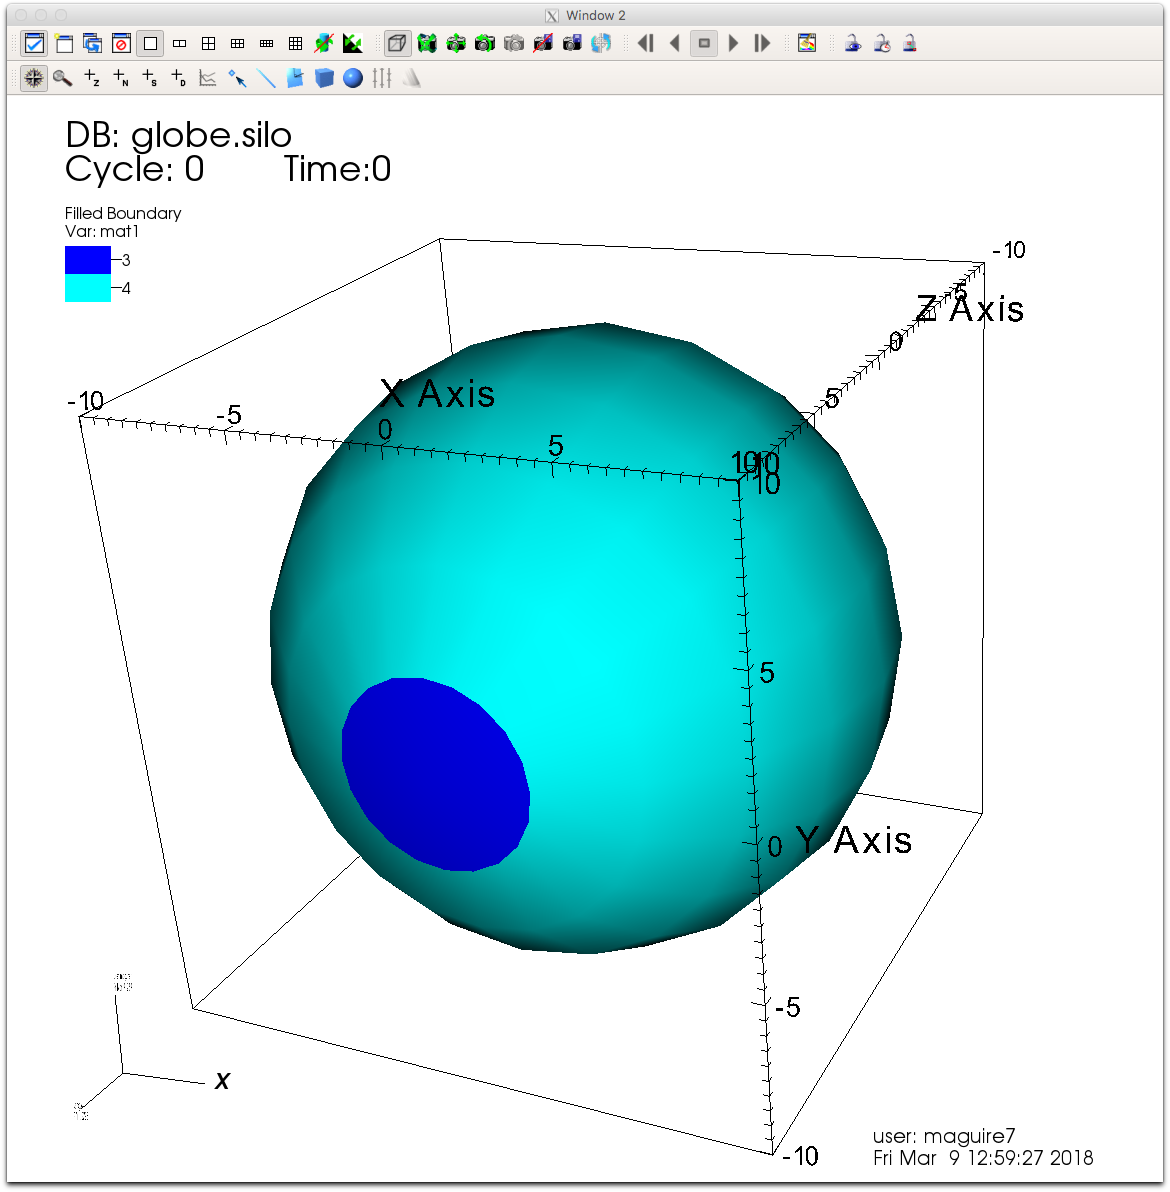 Window 2
DB: globe.silo
Cycle: 0 Time:0
Filled Boundary
Var: mat1
3
4
-10
-5
Z Axis
0
5
X Axis
-10
-5
0
5
10
10
10
5
0
Y Axis
-5
-10
X
user: maguire7
Fri Mar 9 12:59:27 2018